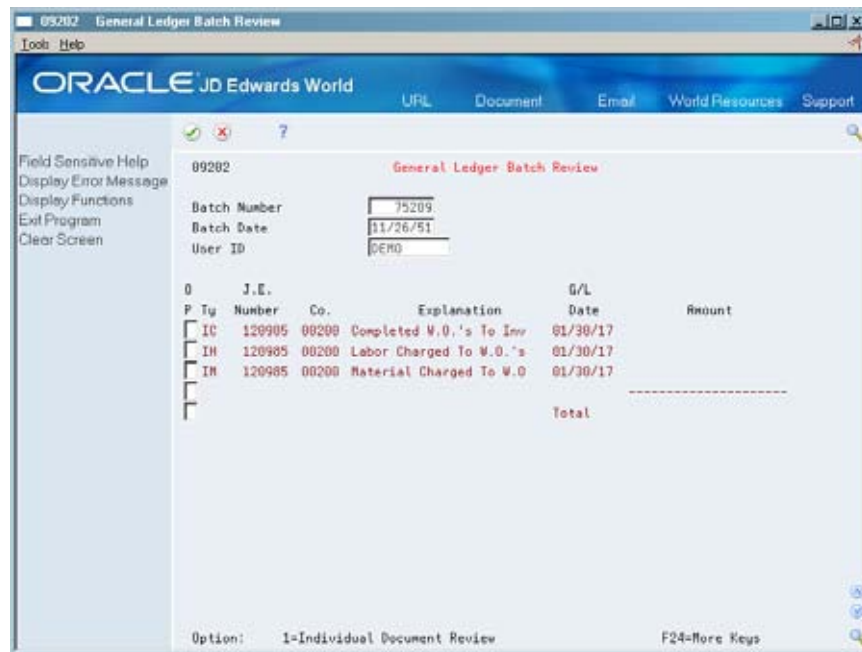 09202 General Ledger Batch Review
Tools Help
ORACLE JD Edwards World
URL Document Email World Resources Support
?
Field Sensitive Help
Display Error Message
Display Functions
Exit Program
Clear Screen
09202 General Ledger Batch Review
Batch Number 75209
Batch Date 11/26/51
User ID DEMO
O J.E. G/L
P Ty Number Co. Explanation Date Amount
IC 120985 00200 Completed W.O.'s To Inv 01/30/17
IH 120985 00200 Labor Charged To W.O.'s 01/30/17
IM 120985 00200 Material Charged To W.O 01/30/17
---------------------
Total
Option: 1=Individual Document Review F24=More Keys